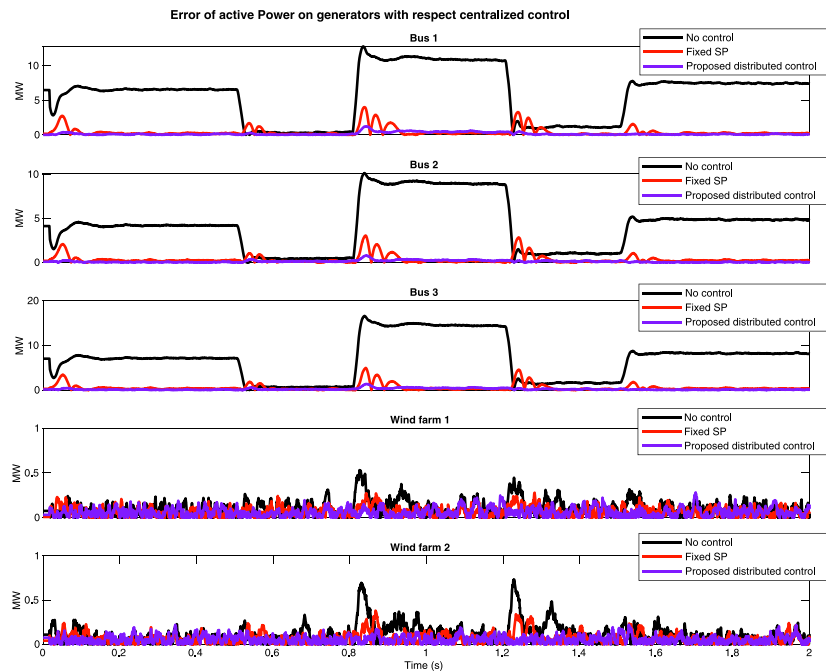 Error of active Power on generators with respect centralized control
Bus 1
No control
Fixed SP
Proposed distributed control
MW
10
5
0
Bus 2
No control
Fixed SP
Proposed distributed control
MW
10
5
0
Bus 3
No control
Fixed SP
Proposed distributed control
MW
20
10
0
Wind farm 1
No control
Fixed SP
Proposed distributed control
MW
1
0.5
0
Wind farm 2
No control
Fixed SP
Proposed distributed control
MW
1
0.5
0
0 0.2 0.4 0.6 0.8 1 1.2 1.4 1.6 1.8 2
Time (s)